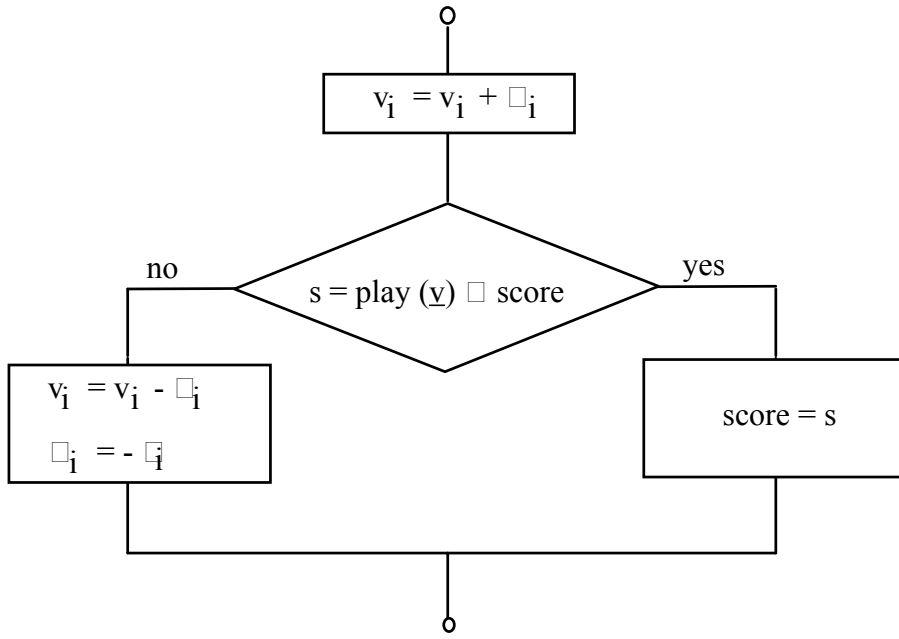 vi = vi + □i
no
yes
s = play (v) □ score
vi = vi - □i
□i = - □i
score = s